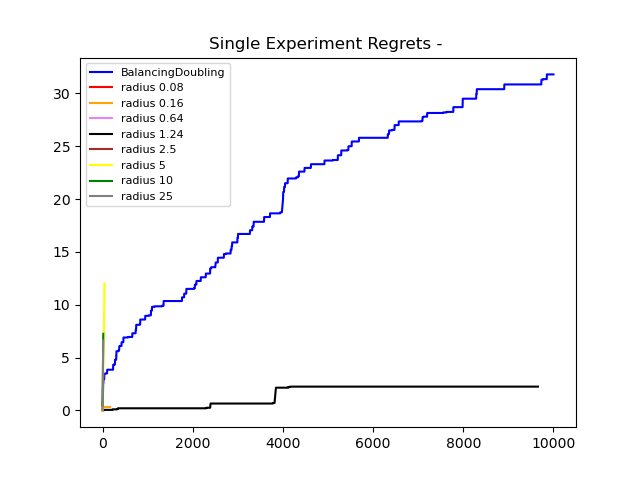 Single Experiment Regrets -
BalancingDoubling
radius 0.08
radius 0.16
radius 0.64
radius 1.24
radius 2.5
radius 5
radius 10
radius 25
30
25
20
15
10
5
0
0 2000 4000 6000 8000 10000